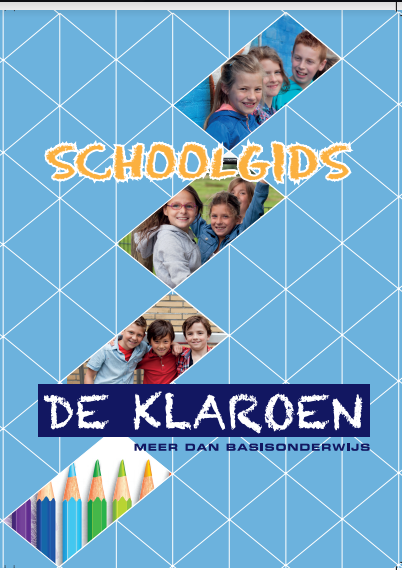 SCHOOLGIDS
DE KLAROEN
MEER DAN BASISONDERWIJS